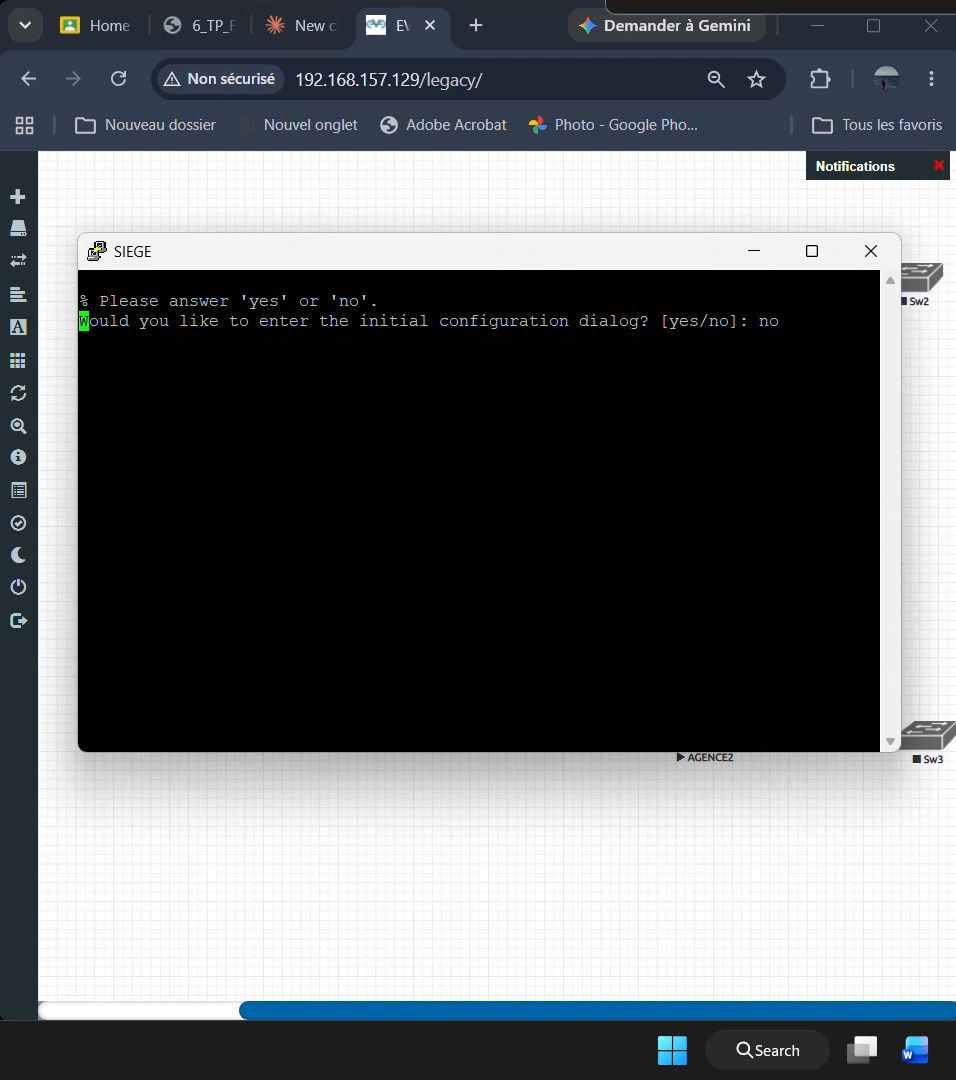 Home
6_TP_F
New c
EV
Demander à Gemini
Non sécurisé
192.168.157.129/legacy/
Nouveau dossier
Nouvel onglet
Adobe Acrobat
Photo - Google Pho...
Tous les favoris
Notifications
SIEGE
Sw2
% Please answer 'yes' or 'no'.
Would you like to enter the initial configuration dialog? [yes/no]: no
AGENCE2
Sw3
Search